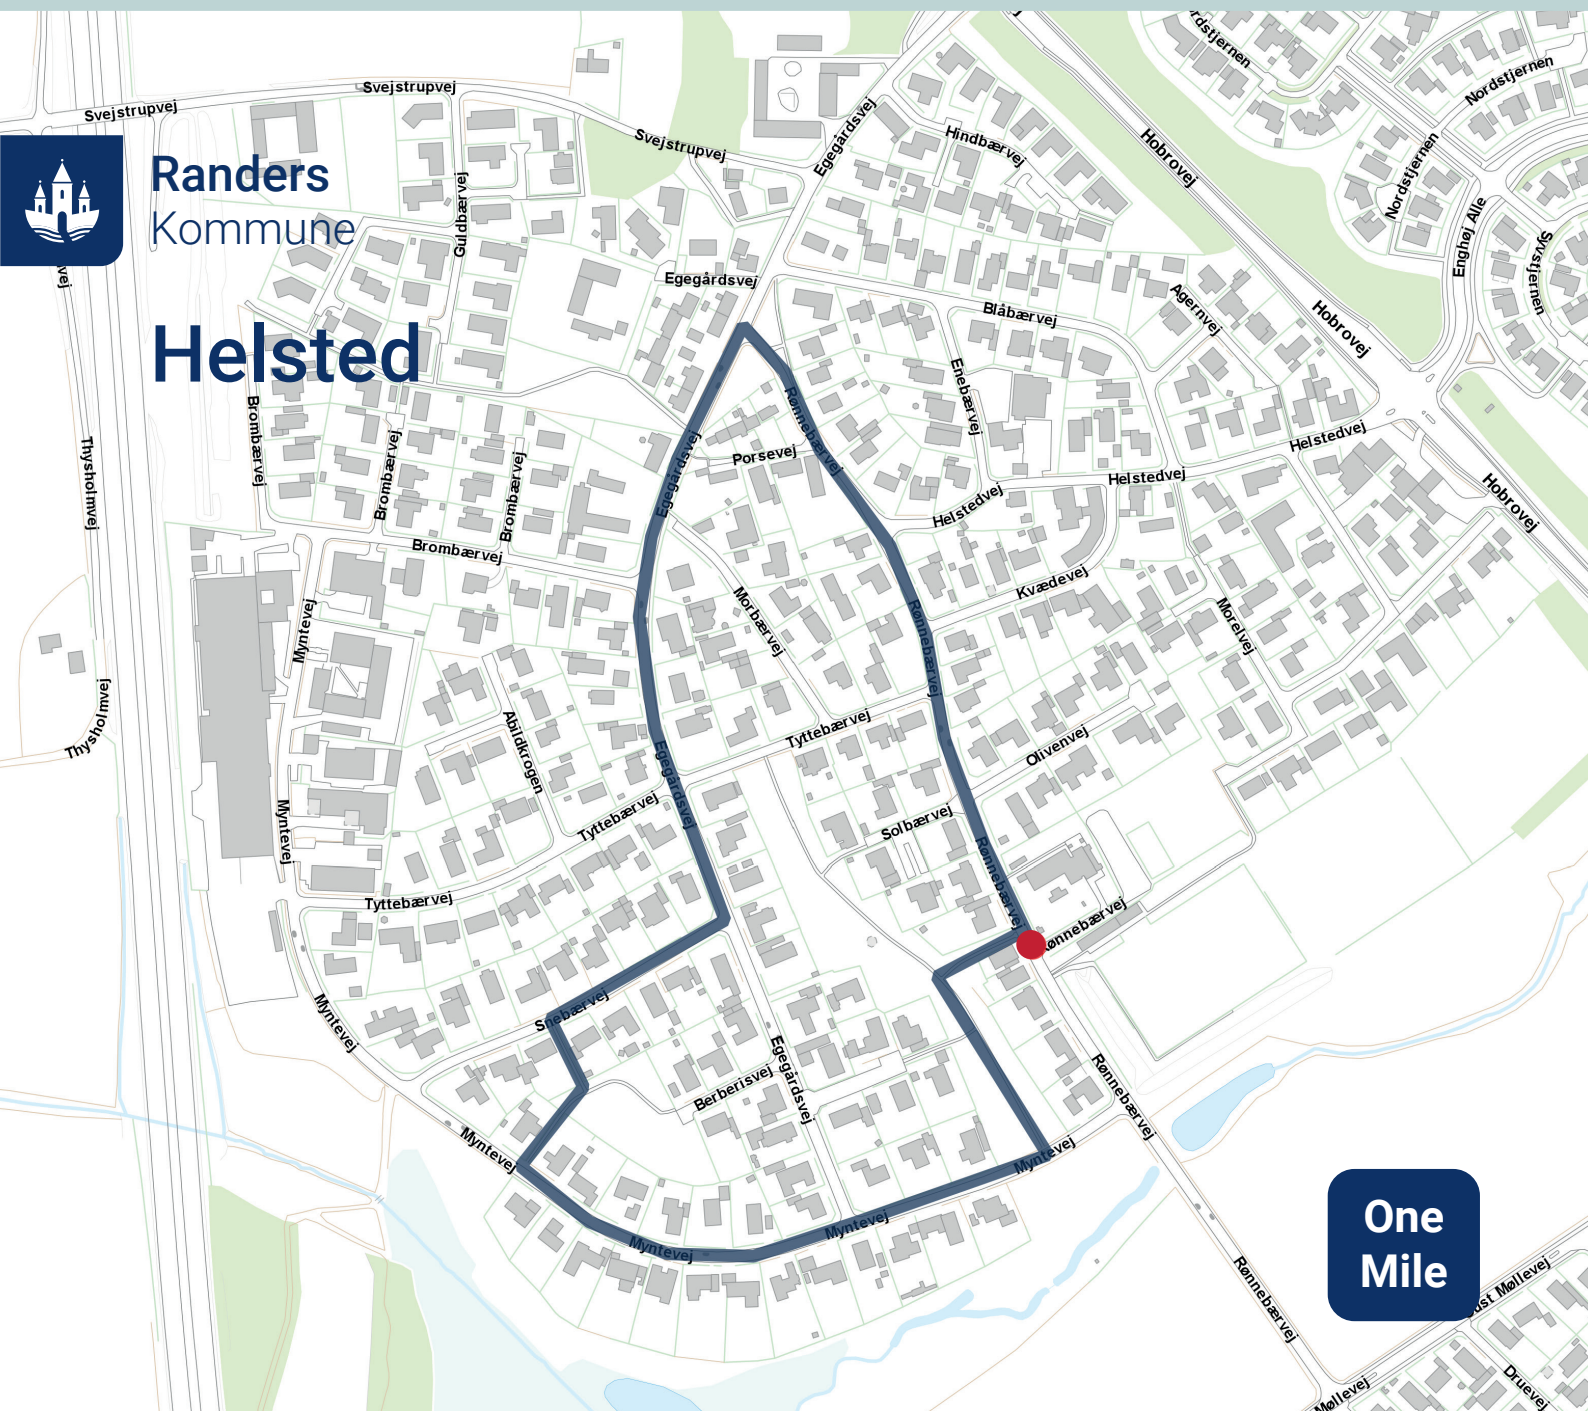 Svejstrupvej
Svejstrupvej
Svejstrupvej
Egegårdsvej
Hindbærvej
Hobrovej
Nordstjernen
Nordstjernen
Enghøj Alle
Syvstjernen
Randers
Kommune
Guldbærvej
Egegårdsvej
Blåbærvej
Agernvej
Hobrovej
Helsted
Enebærvej
Rønnebærvej
Brombærvej
Brombærvej
Brombærvej
Brombærvej
Thysholmvej
Egegårdsvej
Porsevej
Helstedvej
Helstedvej
Helstedvej
Hobrovej
Kvædevej
Morbærvej
Morelvej
Rønnebærvej
Myntevej
Thysholmvej
Abildkrogen
Egegårdsvej
Tyttebærvej
Olivenvej
Solbærvej
Tyttebærvej
Myntevej
Rønnebærvej
Tyttebærvej
Rønnebærvej
Snebærvej
Myntevej
Egegårdsvej
Berberisvej
Rønnebærvej
Myntevej
Myntevej
Myntevej
Myntevej
Rønnebærvej
One
Mile
Møllevej
Møllevej
Druevej